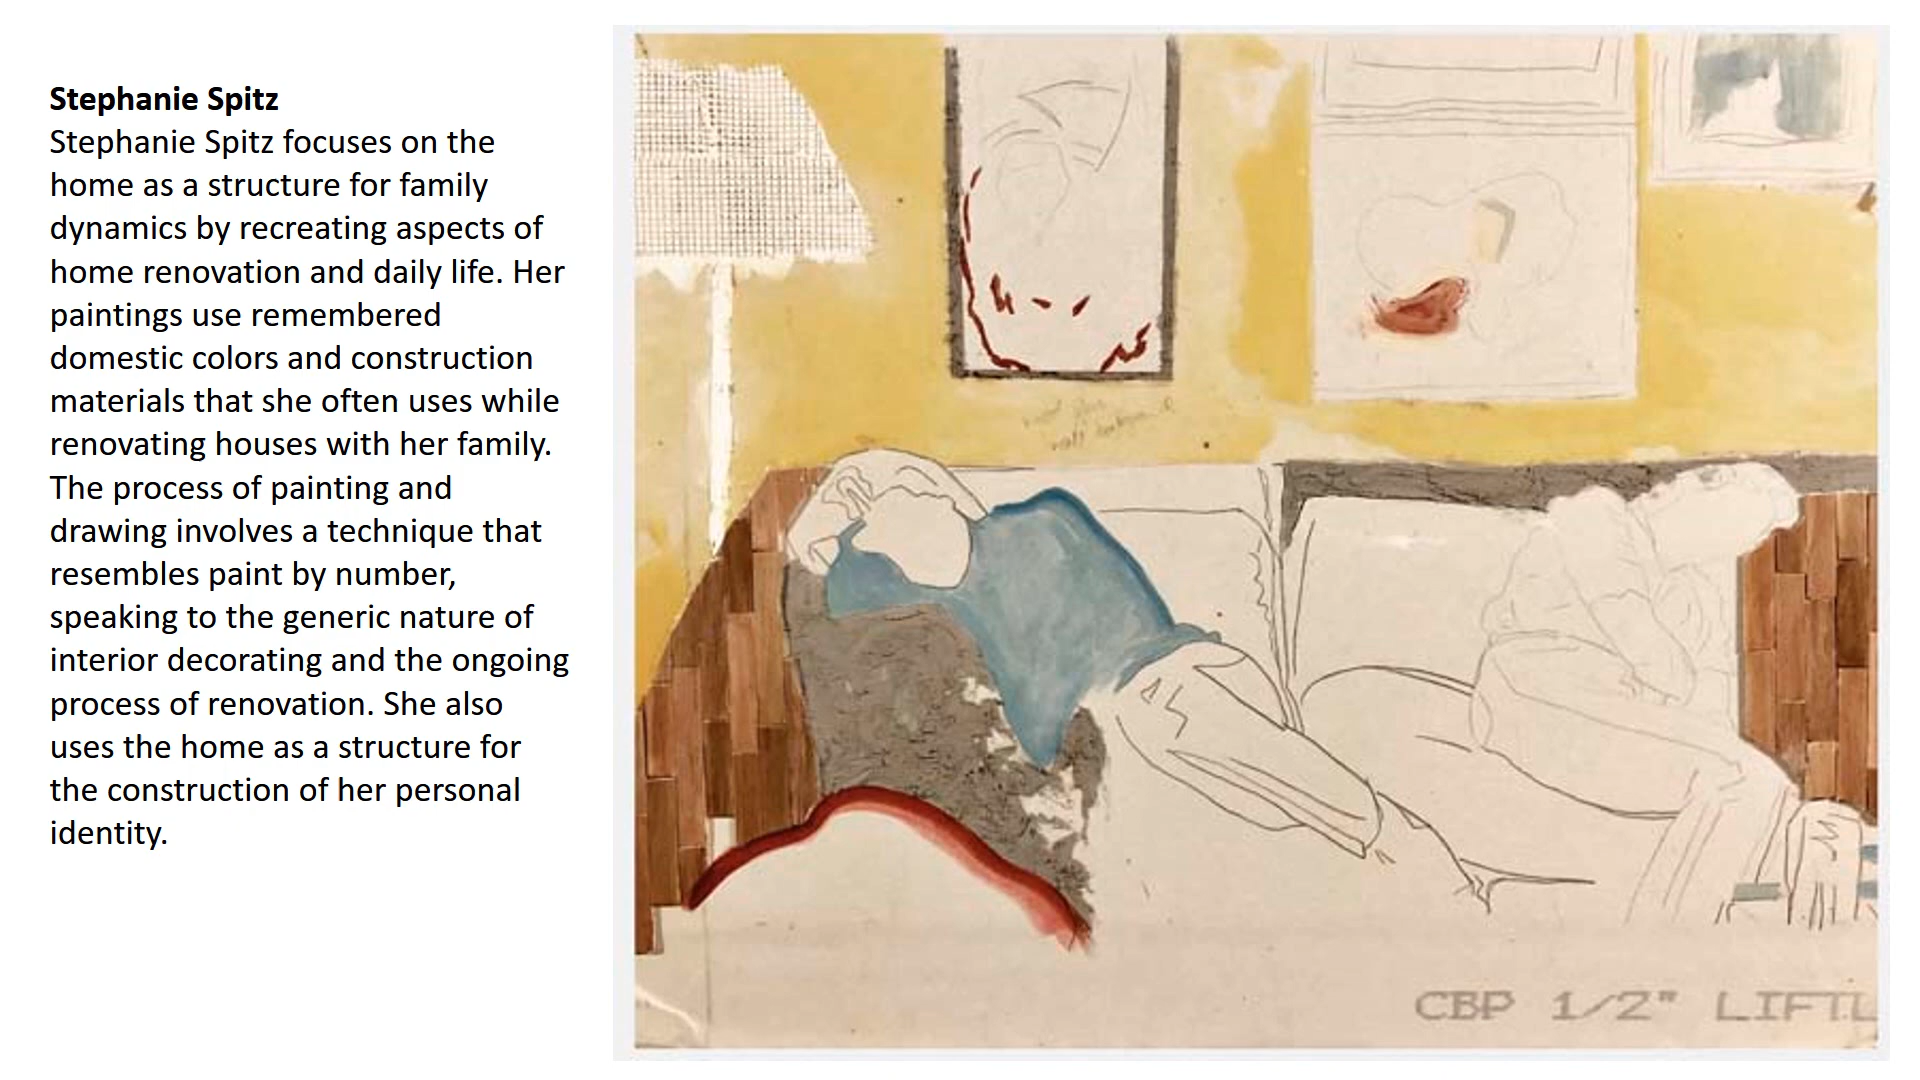 Stephanie Spitz
Stephanie Spitz focuses on the
home as a structure for family
dynamics by recreating aspects of
home renovation and daily life. Her
paintings use remembered
domestic colors and construction
materials that she often uses while
renovating houses with her family.
The process of painting and
drawing involves a technique that
resembles paint by number,
speaking to the generic nature of
interior decorating and the ongoing
process of renovation. She also
uses the home as a structure for
the construction of her personal
identity.
wall
CBP 1/2" LIFTL